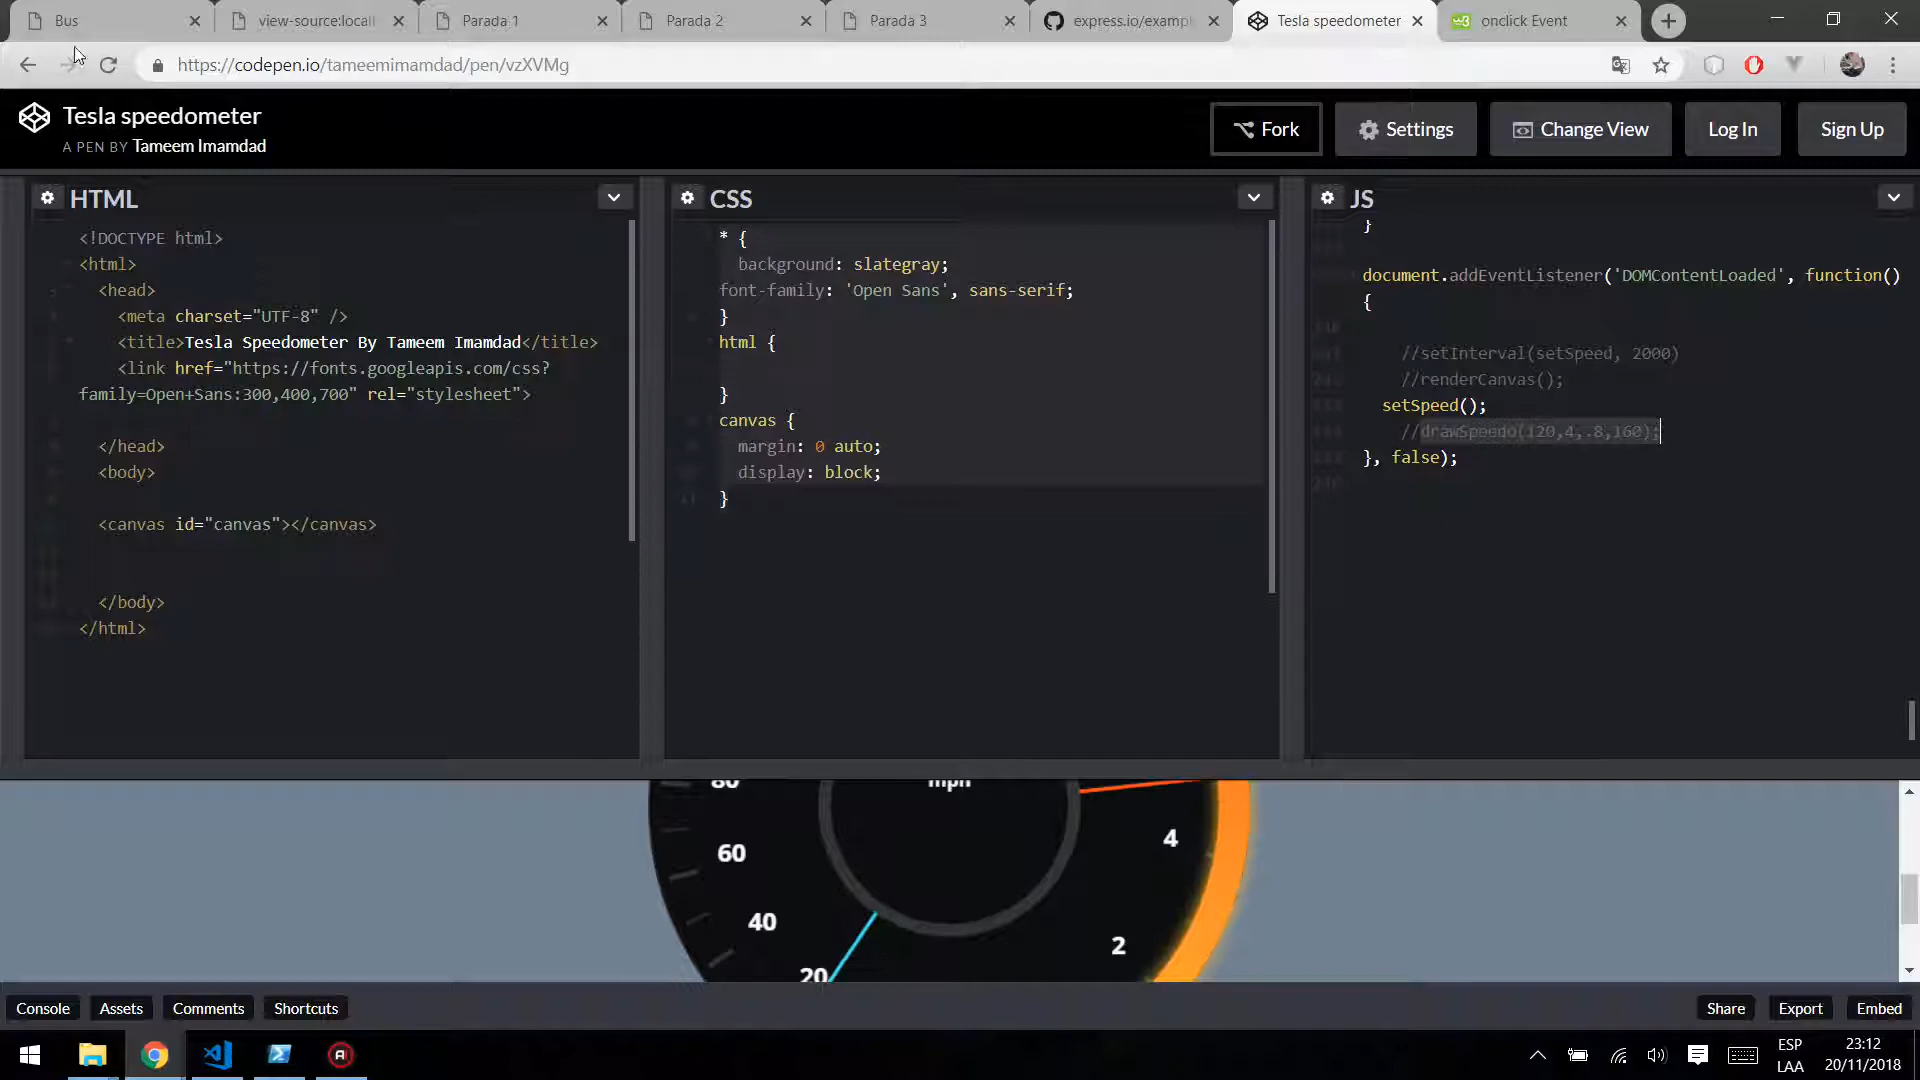 Bus
view-source:locall
Parada 1
Parada 2
Parada 3
express.io/exampl
Tesla speedometer
onclick Event
https://codepen.io/tameemimamdad/pen/vzXVMg
Tesla speedometer
A PEN BY Tameem Imamdad
Fork
Settings
Change View
Log In
Sign Up
HTML
<!DOCTYPE html>
<html>
<head>
<meta charset="UTF-8" />
<title>Tesla Speedometer By Tameem Imamdad</title>
<link href="https://fonts.googleapis.com/css?
family=Open+Sans:300,400,700" rel="stylesheet">
</head>
<body>
<canvas id="canvas"></canvas>
</body>
</html>
CSS
* {
background: slategray;
font-family: 'Open Sans', sans-serif;
}
html {
}
canvas {
margin: 0 auto;
display: block;
}
JS
}
document.addEventListener('DOMContentLoaded', function()
{
//setInterval(setSpeed, 2000)
//renderCanvas();
setSpeed();
//drawSpeedo(120,4,.8,160);
}, false);
80
mph
60
4
40
2
20
Console
Assets
Comments
Shortcuts
Share
Export
Embed
ESP
LAA
23:12
20/11/2018